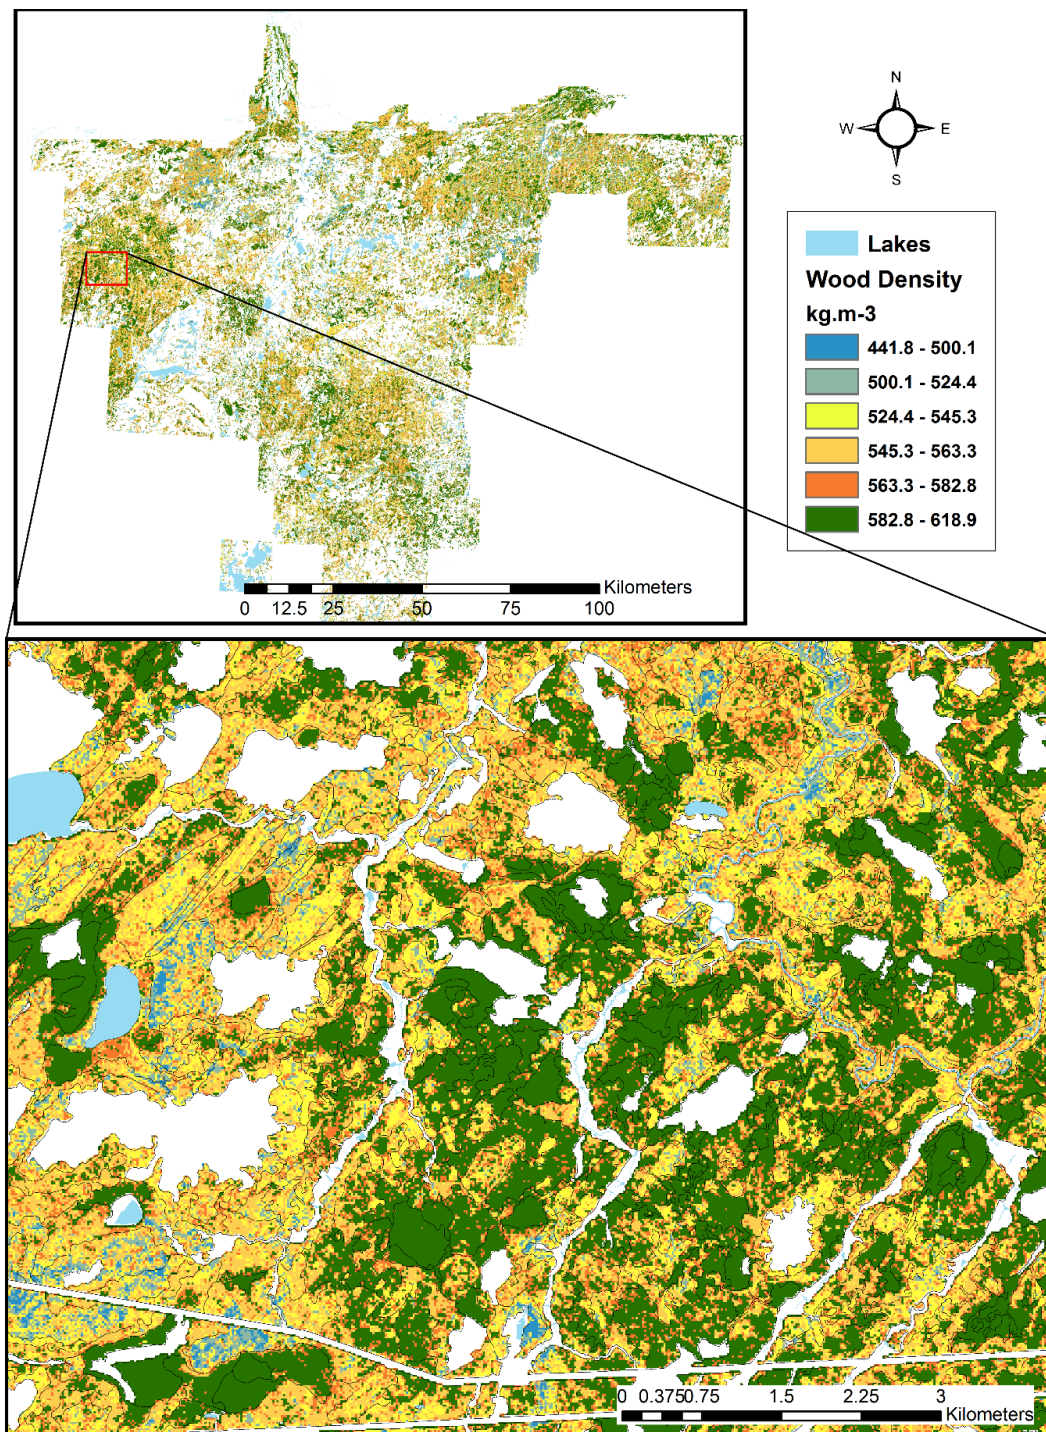 N
W E
S
Lakes
Wood Density
kg.m-3
441.8 - 500.1
500.1 - 524.4
524.4 - 545.3
545.3 - 563.3
563.3 - 582.8
582.8 - 618.9
Kilometers
0 12.5 25 50 75 100
0 0.375 0.75 1.5 2.25 3
Kilometers